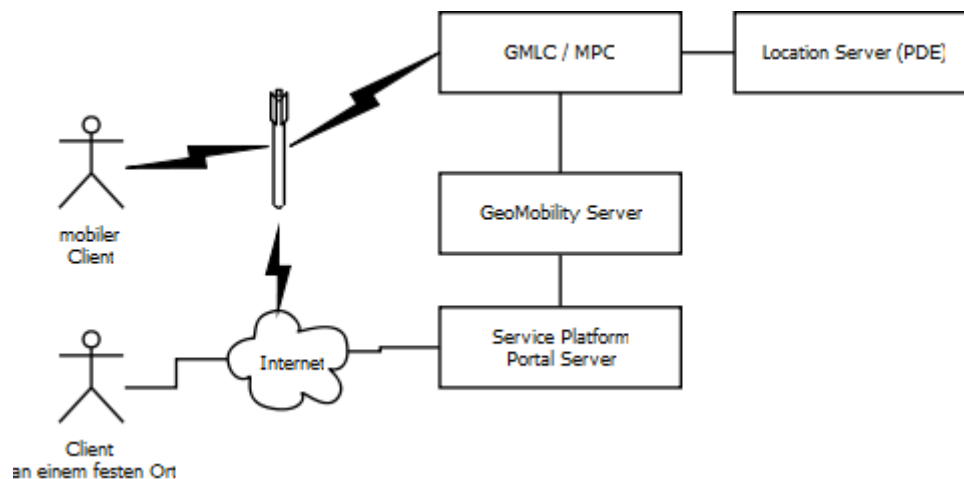 GMLC / MPC
Location Server (PDE)
mobiler
Client
GeoMobility Server
Internet
Service Platform
Portal Server
Client
an einem festen Ort